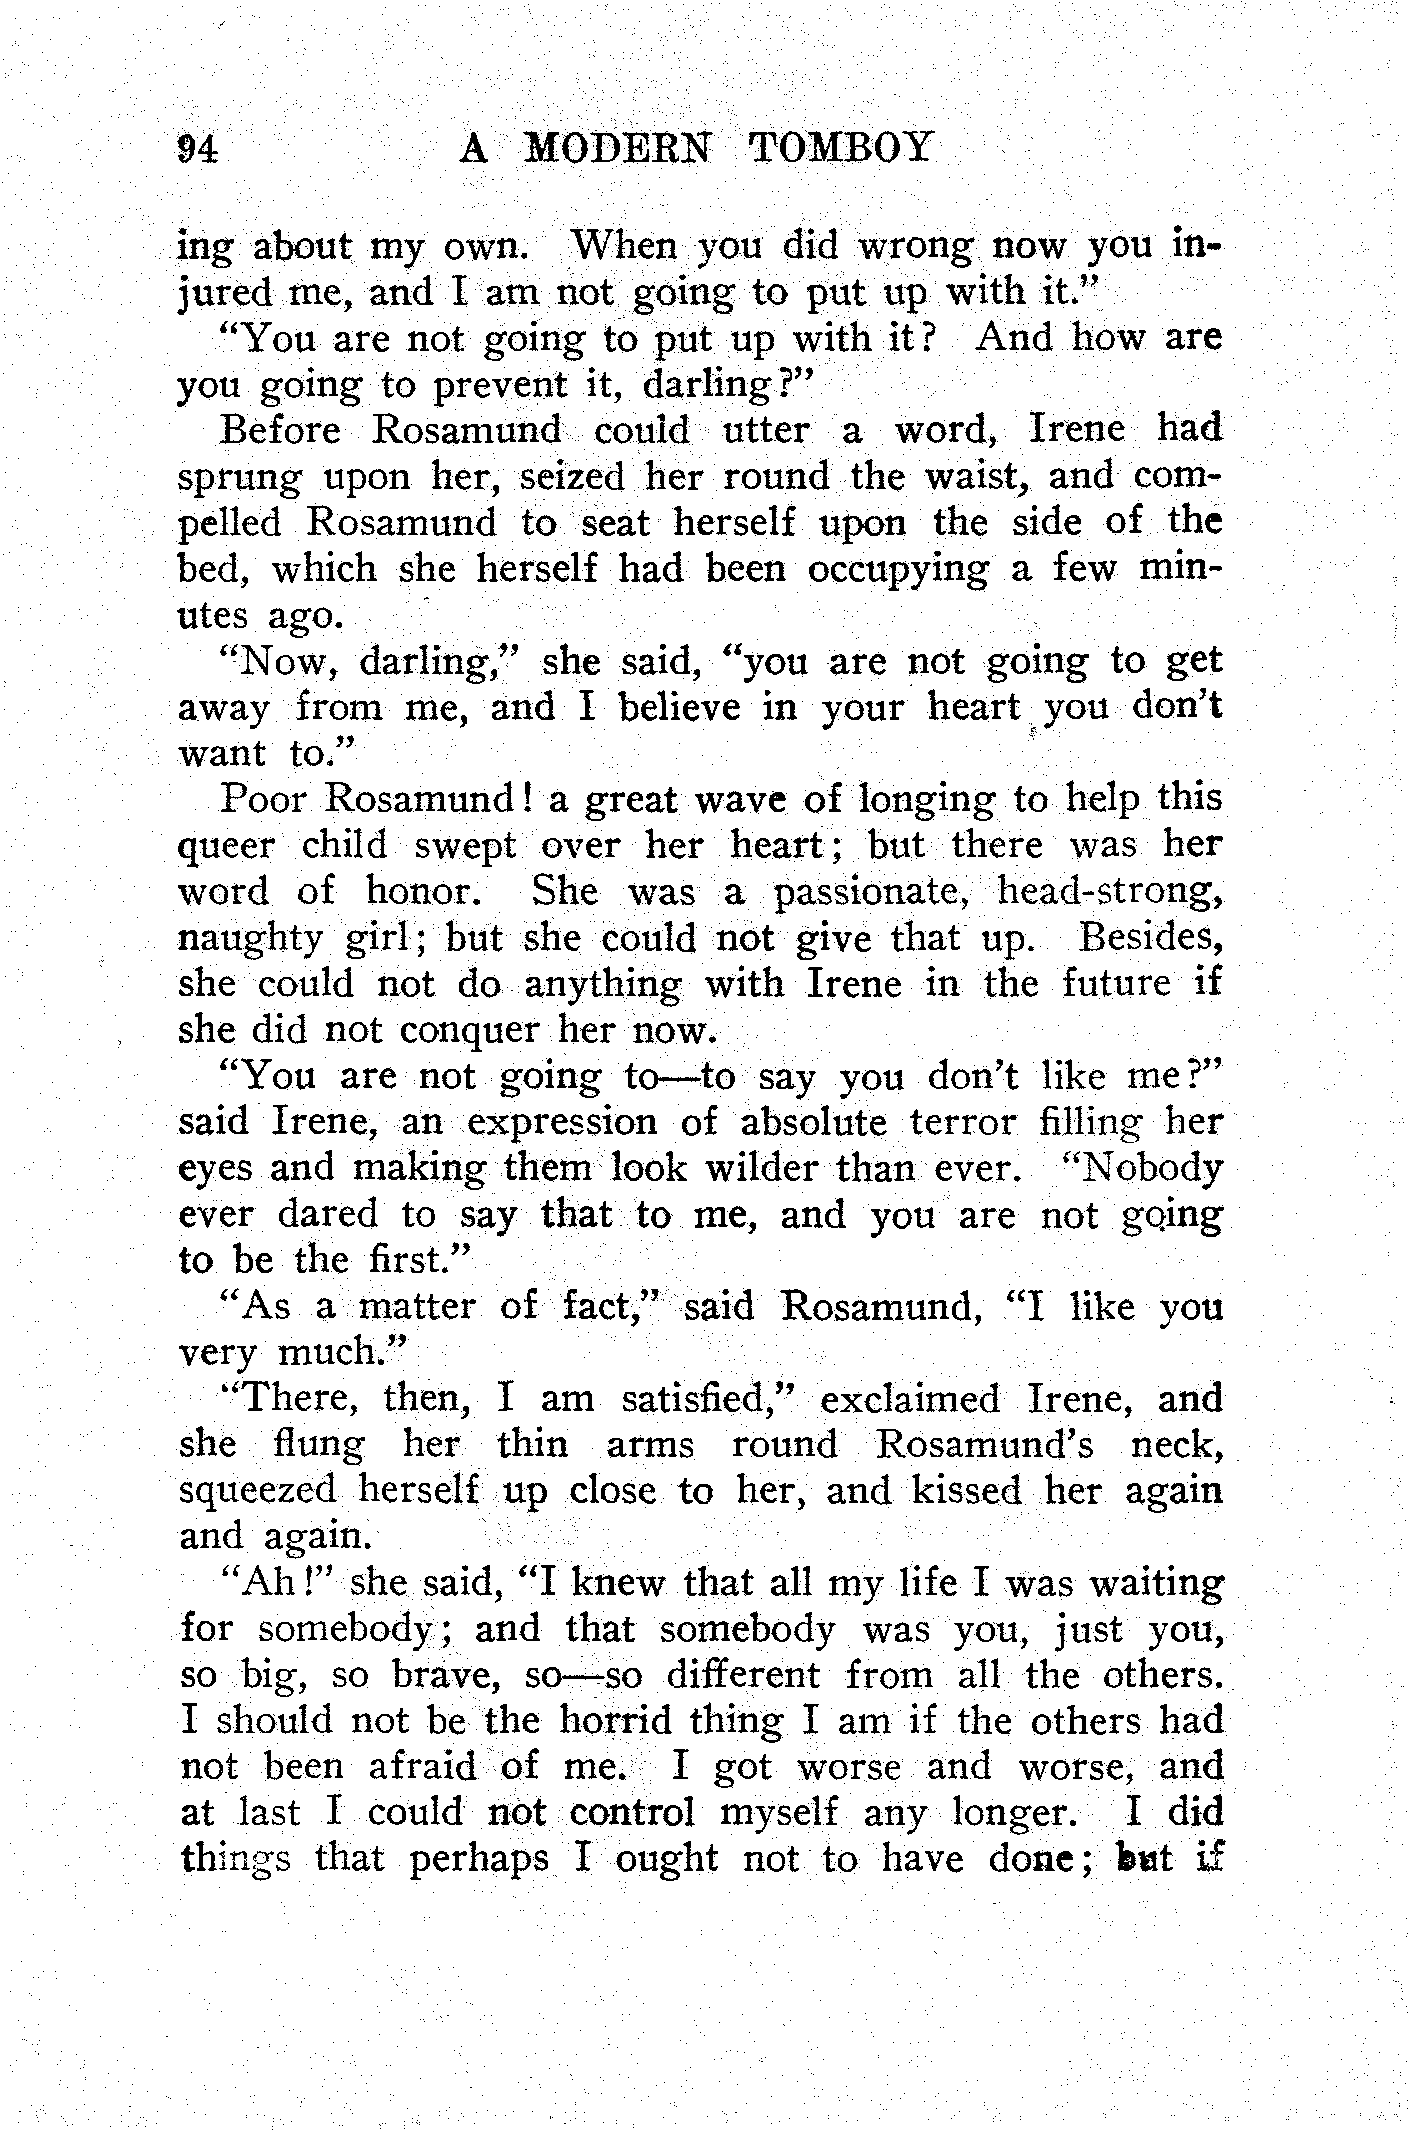 94 A MODERN TOMBOY
ing about my own. When you did wrong now you in-
jured me, and I am not going to put up with it."
"You are not going to put up with it? And how are
you going to prevent it, darling?"
Before Rosamund could utter a word, Irene had
sprung upon her, seized her round the waist, and com-
pelled Rosamund to seat herself upon the side of the
bed, which she herself had been occupying a few min-
utes ago.
"Now, darling," she said, "you are not going to get
away from me, and I believe in your heart you don't
want to."
Poor Rosamund! a great wave of longing to help this
queer child swept over her heart; but there was her
word of honor. She was a passionate, head-strong,
naughty girl; but she could not give that up. Besides,
she could not do anything with Irene in the future if
she did not conquer her now.
"You are not going to—to say you don't like me?"
said Irene, an expression of absolute terror filling her
eyes and making them look wilder than ever. "Nobody
ever dared to say that to me, and you are not going
to be the first."
"As a matter of fact," said Rosamund, "I like you
very much."
"There, then, I am satisfied," exclaimed Irene, and
she flung her thin arms round Rosamund's neck,
squeezed herself up close to her, and kissed her again
and again.
"Ah!" she said, "I knew that all my life I was waiting
for somebody; and that somebody was you, just you,
so big, so brave, so—so different from all the others.
I should not be the horrid thing I am if the others had
not been afraid of me. I got worse and worse, and
at last I could not control myself any longer. I did
things that perhaps I ought not to have done; but if